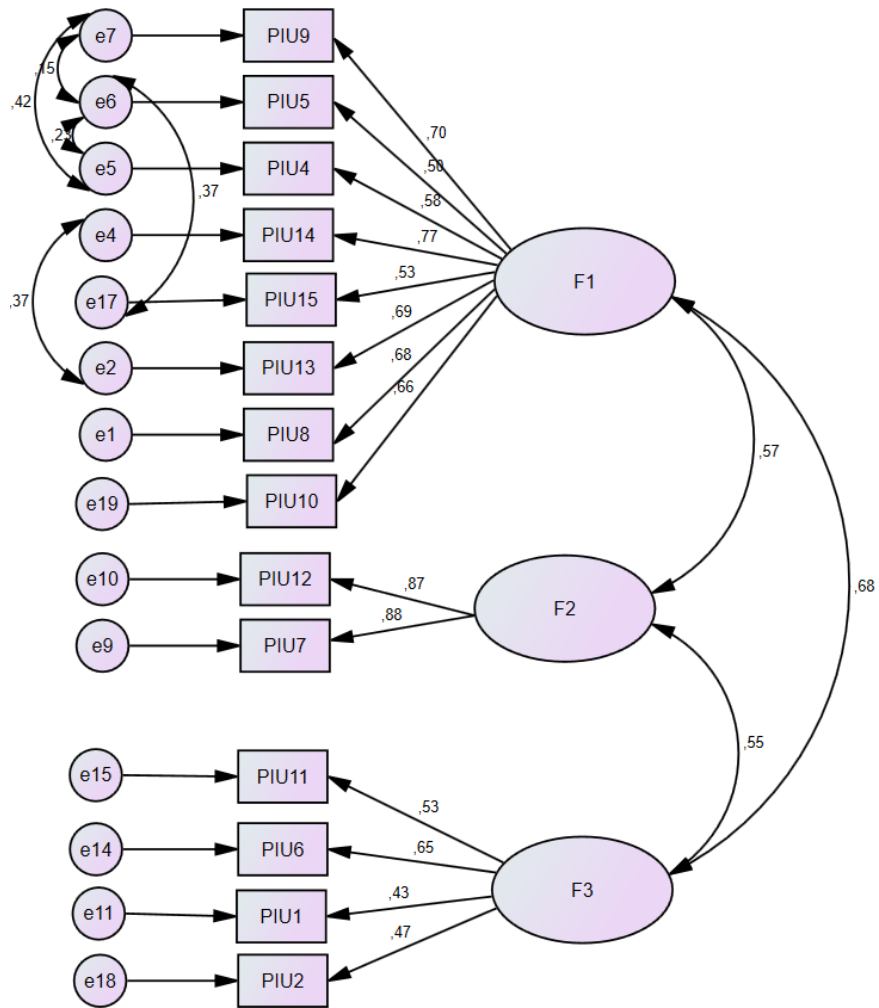 e7
PIU9
,15
,70
e6
PIU5
,42
,50
,23
e5
PIU4
,58
,37
e4
PIU14
,77
F1
e17
PIU15
,53
,37
,69
e2
PIU13
,68
,66
e1
PIU8
,57
e19
PIU10
e10
PIU12
,87
,68
F2
e9
PIU7
,88
,55
e15
PIU11
,53
e14
PIU6
,65
F3
e11
PIU1
,43
,47
e18
PIU2